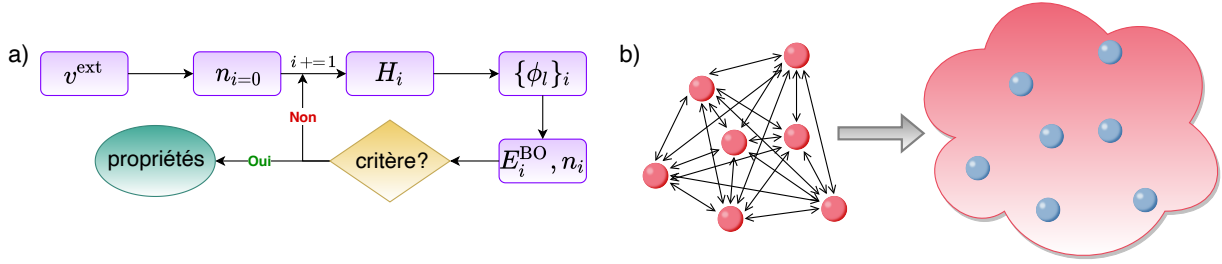 a)
v^ext
n_{i=0}
i+=1
H_i
{ϕ_l}_i
Non
propriétés
Oui
critère?
E_i^BO, n_i
b)